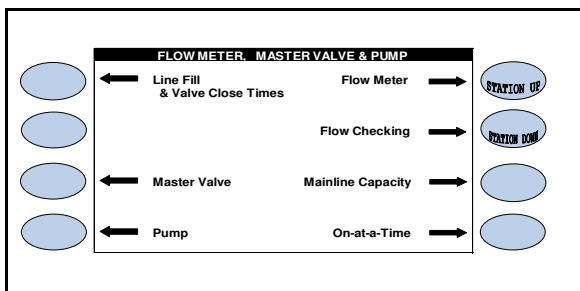 FLOW METER, MASTER VALVE & PUMP
Line Fill
& Valve Close Times
Flow Meter
STATION UP
Flow Checking
STATION DOWN
Master Valve
Mainline Capacity
Pump
On-at-a-Time